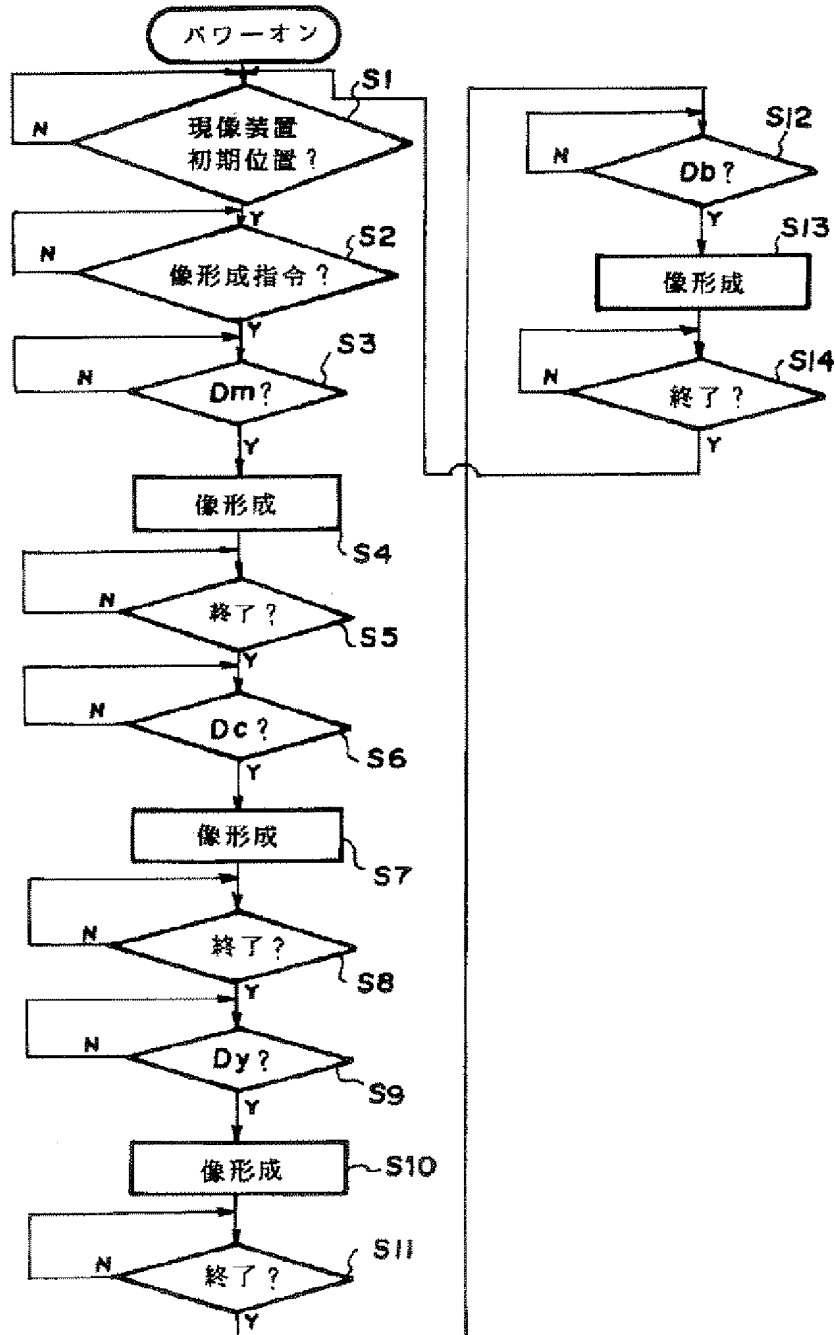 パワーオン
S1
現像装置
初期位置?
N
Y
S2
像形成指令?
N
Y
S3
Dm?
N
Y
像形成
S4
終了?
N
S5
Y
Dc?
N
S6
Y
像形成
S7
終了?
N
S8
Y
Dy?
N
S9
Y
像形成
S10
終了?
N
S11
Y
S12
Db?
N
Y
S13
像形成
S14
終了?
N
Y